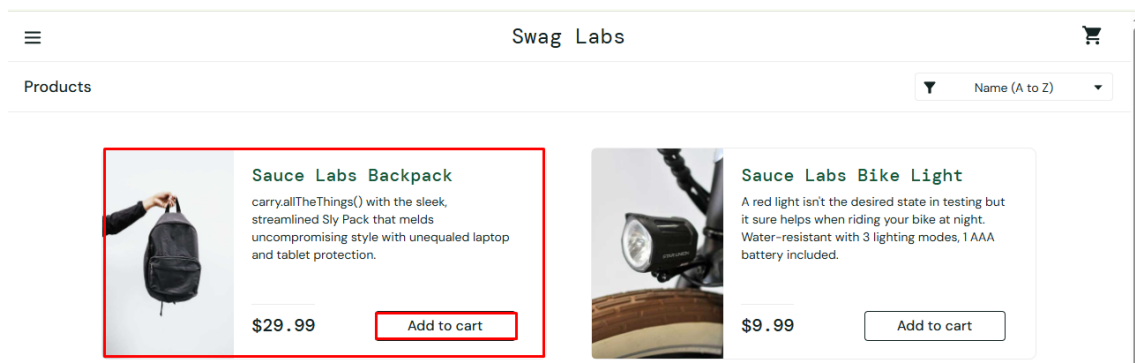 Swag Labs
Products
Name (A to Z)
Sauce Labs Backpack
carry.allTheThings() with the sleek,
streamlined Sly Pack that melds
uncompromising style with unequaled laptop
and tablet protection.
$29.99
Add to cart
Sauce Labs Bike Light
A red light isn't the desired state in testing but
it sure helps when riding your bike at night.
Water-resistant with 3 lighting modes, 1 AAA
battery included.
$9.99
Add to cart